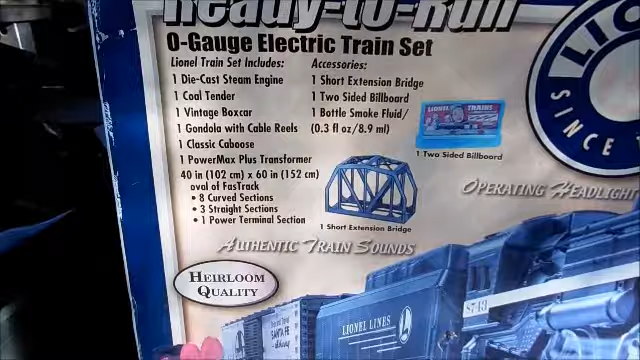 Ready-to-Run
O-Gauge Electric Train Set
Lionel Train Set Includes:
1 Die-Cast Steam Engine
1 Coal Tender
1 Vintage Boxcar
1 Gondola with Cable Reels
1 Classic Caboose
1 PowerMax Plus Transformer
40 in (102 cm) x 60 in (152 cm)
oval of FasTrack
• 8 Curved Sections
• 3 Straight Sections
• 1 Power Terminal Section
Accessories:
1 Short Extension Bridge
1 Two Sided Billboard
1 Bottle Smoke Fluid/
(0.3 fl oz/8.9 ml)
LIONEL TRAINS
1 Two Sided Billboard
1 Short Extension Bridge
LIO
SINCE
OPERATING HEADLIGHT
AUTHENTIC TRAIN SOUNDS
HEIRLOOM
QUALITY
SANTA FE
LIONEL LINES
L
8743